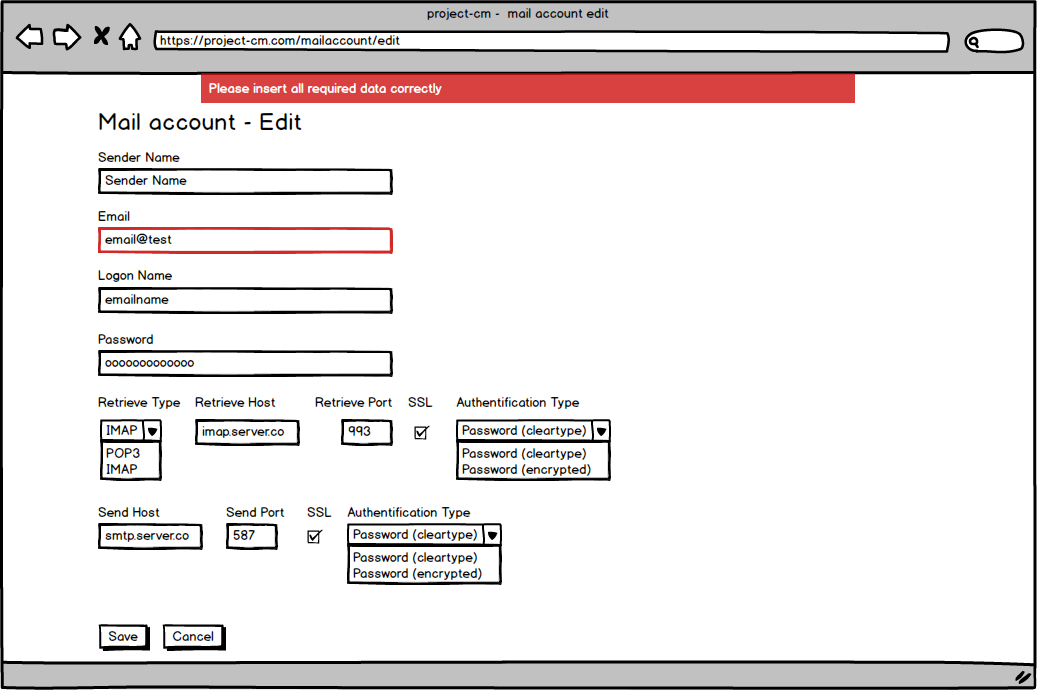 project-cm - mail account edit
https://project-cm.com/mailaccount/edit
Please insert all required data correctly
Mail account - Edit
Sender Name
Sender Name
Email
email@test
Logon Name
emailname
Password
ooooooooooooo
Retrieve Type Retrieve Host Retrieve Port SSL Authentification Type
IMAP imap.server.co 993 Password (cleartype)
POP3 Password (cleartype)
IMAP Password (encrypted)
Send Host Send Port SSL Authentification Type
smtp.server.co 587 Password (cleartype)
Password (cleartype)
Password (encrypted)
Save Cancel